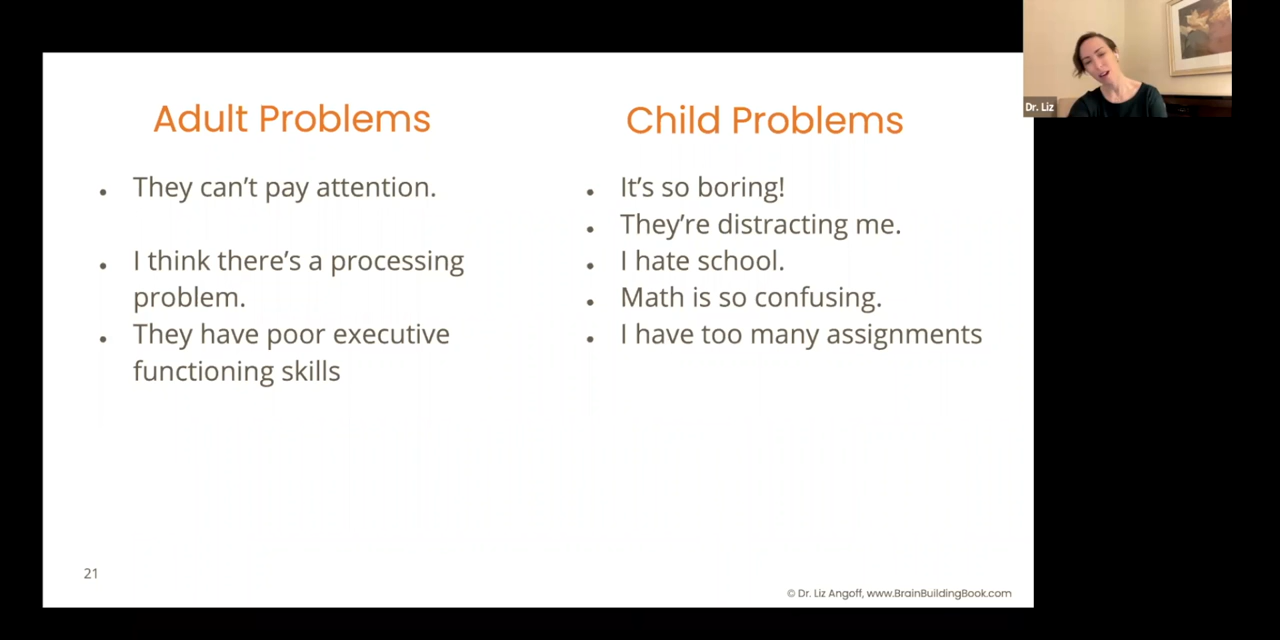 Adult Problems
• They can’t pay attention.
• I think there’s a processing
problem.
• They have poor executive
functioning skills
Child Problems
• It’s so boring!
• They’re distracting me.
• I hate school.
• Math is so confusing.
• I have too many assignments
21
© Dr. Liz Angoff, www.BrainBuildingBook.com
Dr. Liz